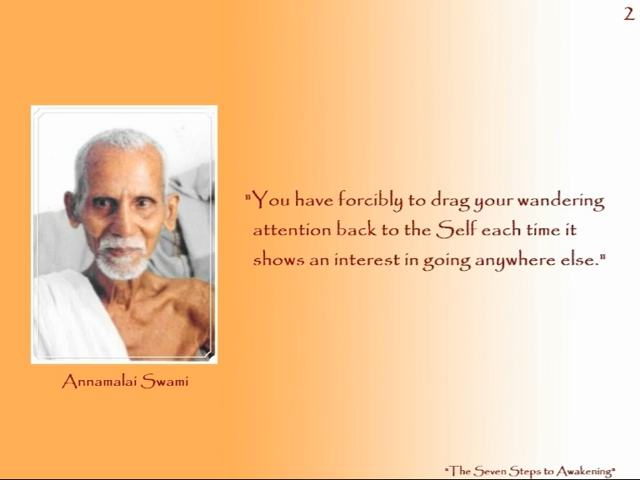 2
"You have forcibly to drag your wandering
attention back to the Self each time it
shows an interest in going anywhere else."
Annamalai Swami
"The Seven Steps to Awakening"